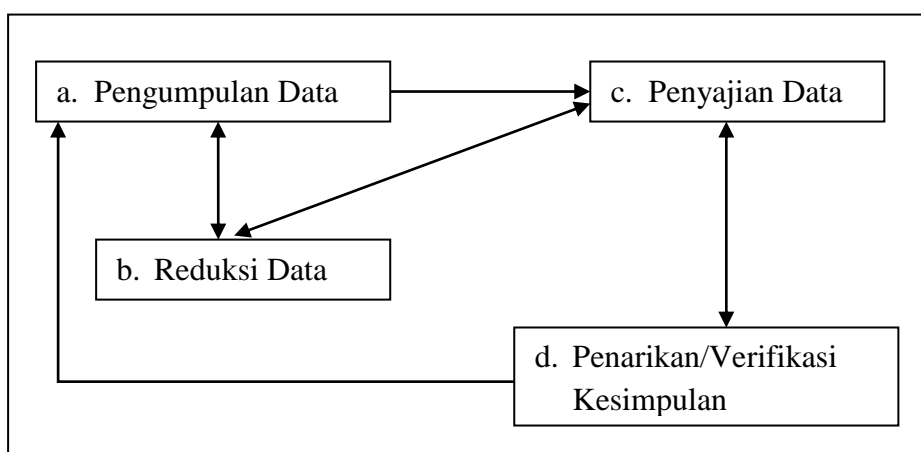 a. Pengumpulan Data
c. Penyajian Data
b. Reduksi Data
d. Penarikan/Verifikasi
Kesimpulan